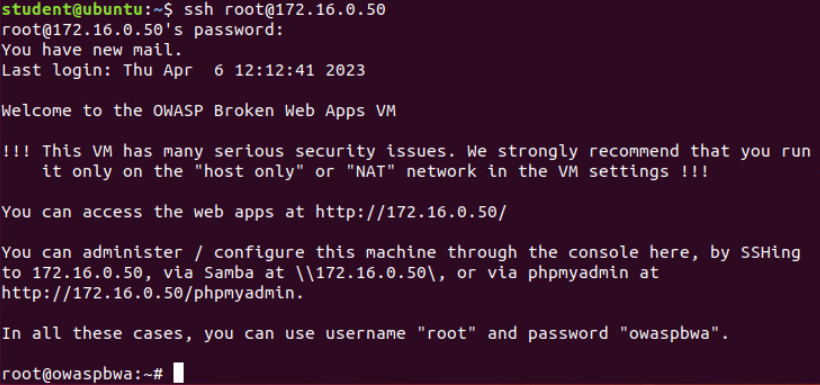 student@ubuntu:~$ ssh root@172.16.0.50
root@172.16.0.50's password:
You have new mail.
Last login: Thu Apr  6 12:12:41 2023
Welcome to the OWASP Broken Web Apps VM
!!! This VM has many serious security issues. We strongly recommend that you run
    it only on the "host only" or "NAT" network in the VM settings !!!
You can access the web apps at http://172.16.0.50/
You can administer / configure this machine through the console here, by SSHing
to 172.16.0.50, via Samba at \\172.16.0.50\, or via phpmyadmin at
http://172.16.0.50/phpmyadmin.
In all these cases, you can use username "root" and password "owaspbwa".
root@owaspbwa:~#